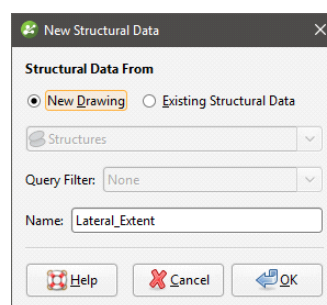 New Structural Data
Structural Data From
New Drawing Existing Structural Data
Structures
Query Filter: None
Name: Lateral_Extent
Help Cancel OK